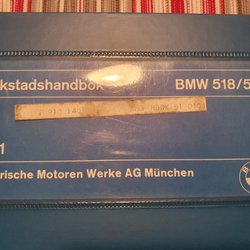 kstadshandbok BMW 518/5
1
rische Motoren Werke AG München
B